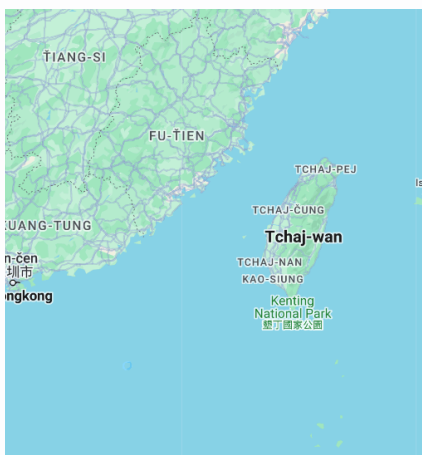 ŤIANG-SI
FU-ŤIEN
TCHAJ-PEJ
Is
TCHAJ-ČUNG
UANG-TUNG
Tchaj-wan
n-čen
圳市
TCHAJ-NAN
KAO-SIUNG
ongkong
Kenting
National Park
墾丁國家公園